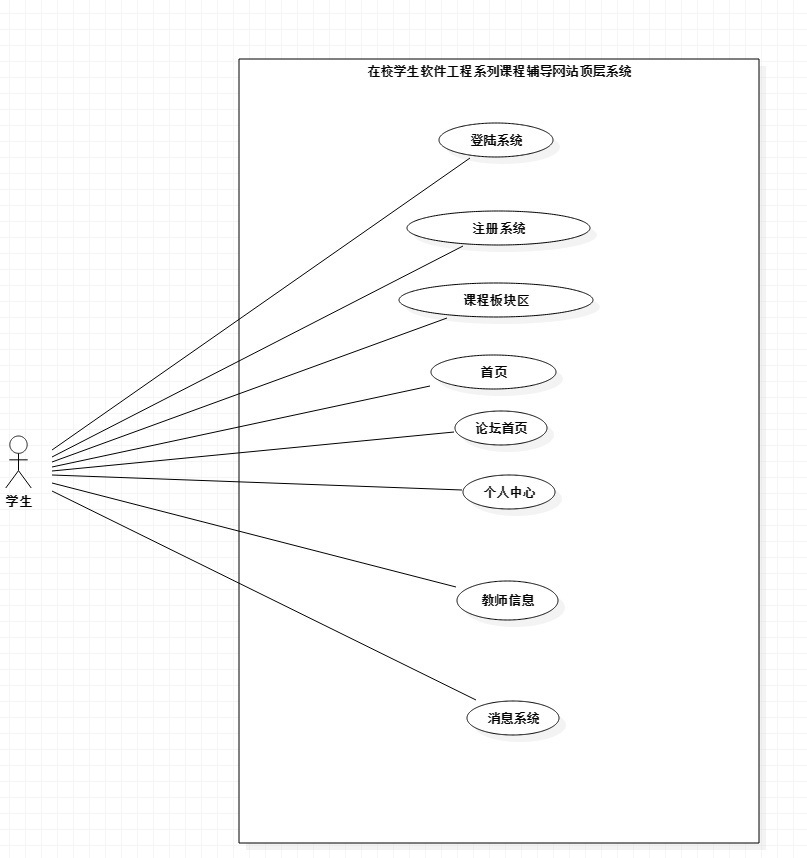 在校学生软件工程系列课程辅导网站顶层系统
登陆系统
注册系统
课程板块区
首页
论坛首页
个人中心
学生
教师信息
消息系统